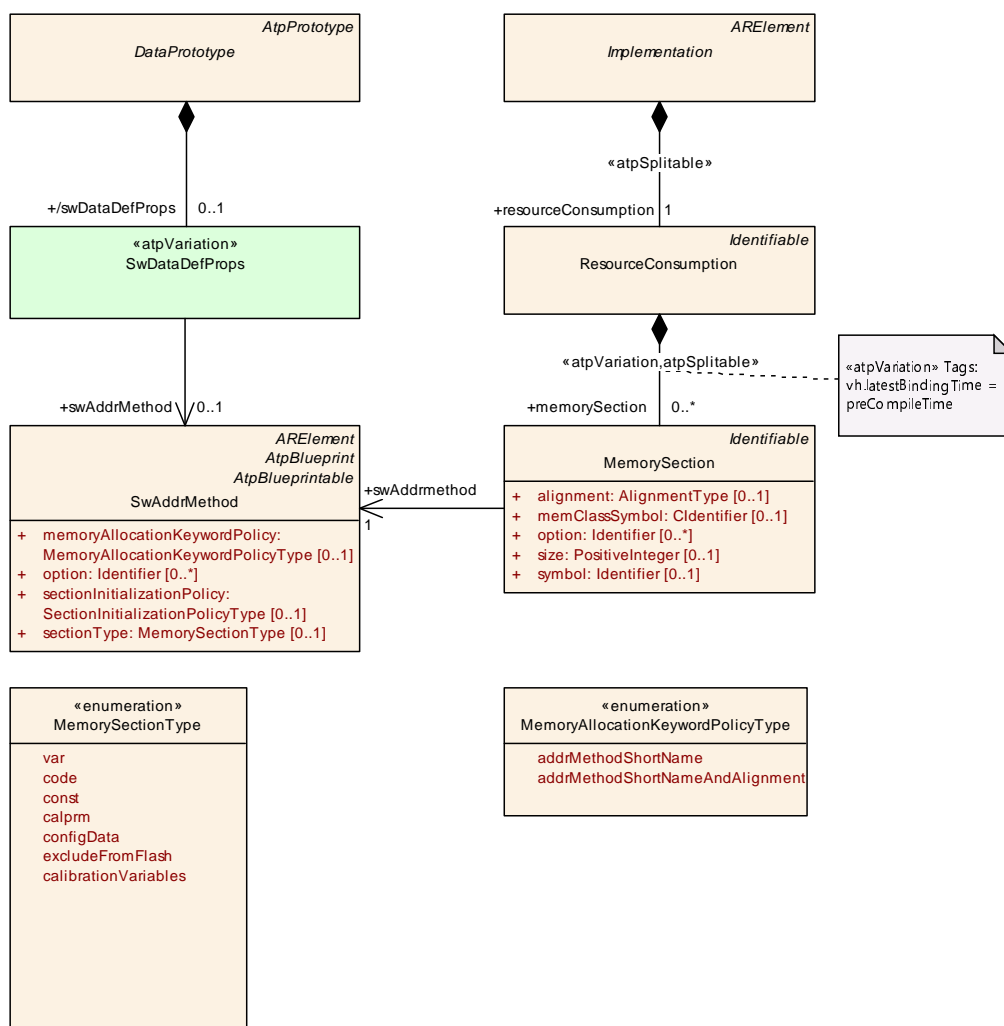 AtpPrototype
DataPrototype
ARElement
Implementation
«atpSplitable»
+/swDataDefProps 0..1
+resourceConsumption 1
«atpVariation»
SwDataDefProps
Identifiable
ResourceConsumption
«atpVariation,atpSplitable»
«atpVariation» Tags:
vh.latestBindingTime =
preCompileTime
+swAddrMethod 0..1
+memorySection 0..*
ARElement
AtpBlueprint
AtpBlueprintable
SwAddrMethod
+ memoryAllocationKeywordPolicy:
MemoryAllocationKeywordPolicyType [0..1]
+ option: Identifier [0..*]
+ sectionInitializationPolicy:
SectionInitializationPolicyType [0..1]
+ sectionType: MemorySectionType [0..1]
+swAddrmethod
1
Identifiable
MemorySection
+ alignment: AlignmentType [0..1]
+ memClassSymbol: CIdentifier [0..1]
+ option: Identifier [0..*]
+ size: PositiveInteger [0..1]
+ symbol: Identifier [0..1]
«enumeration»
MemorySectionType
var
code
const
calprm
configData
excludeFromFlash
calibrationVariables
«enumeration»
MemoryAllocationKeywordPolicyType
addrMethodShortName
addrMethodShortNameAndAlignment